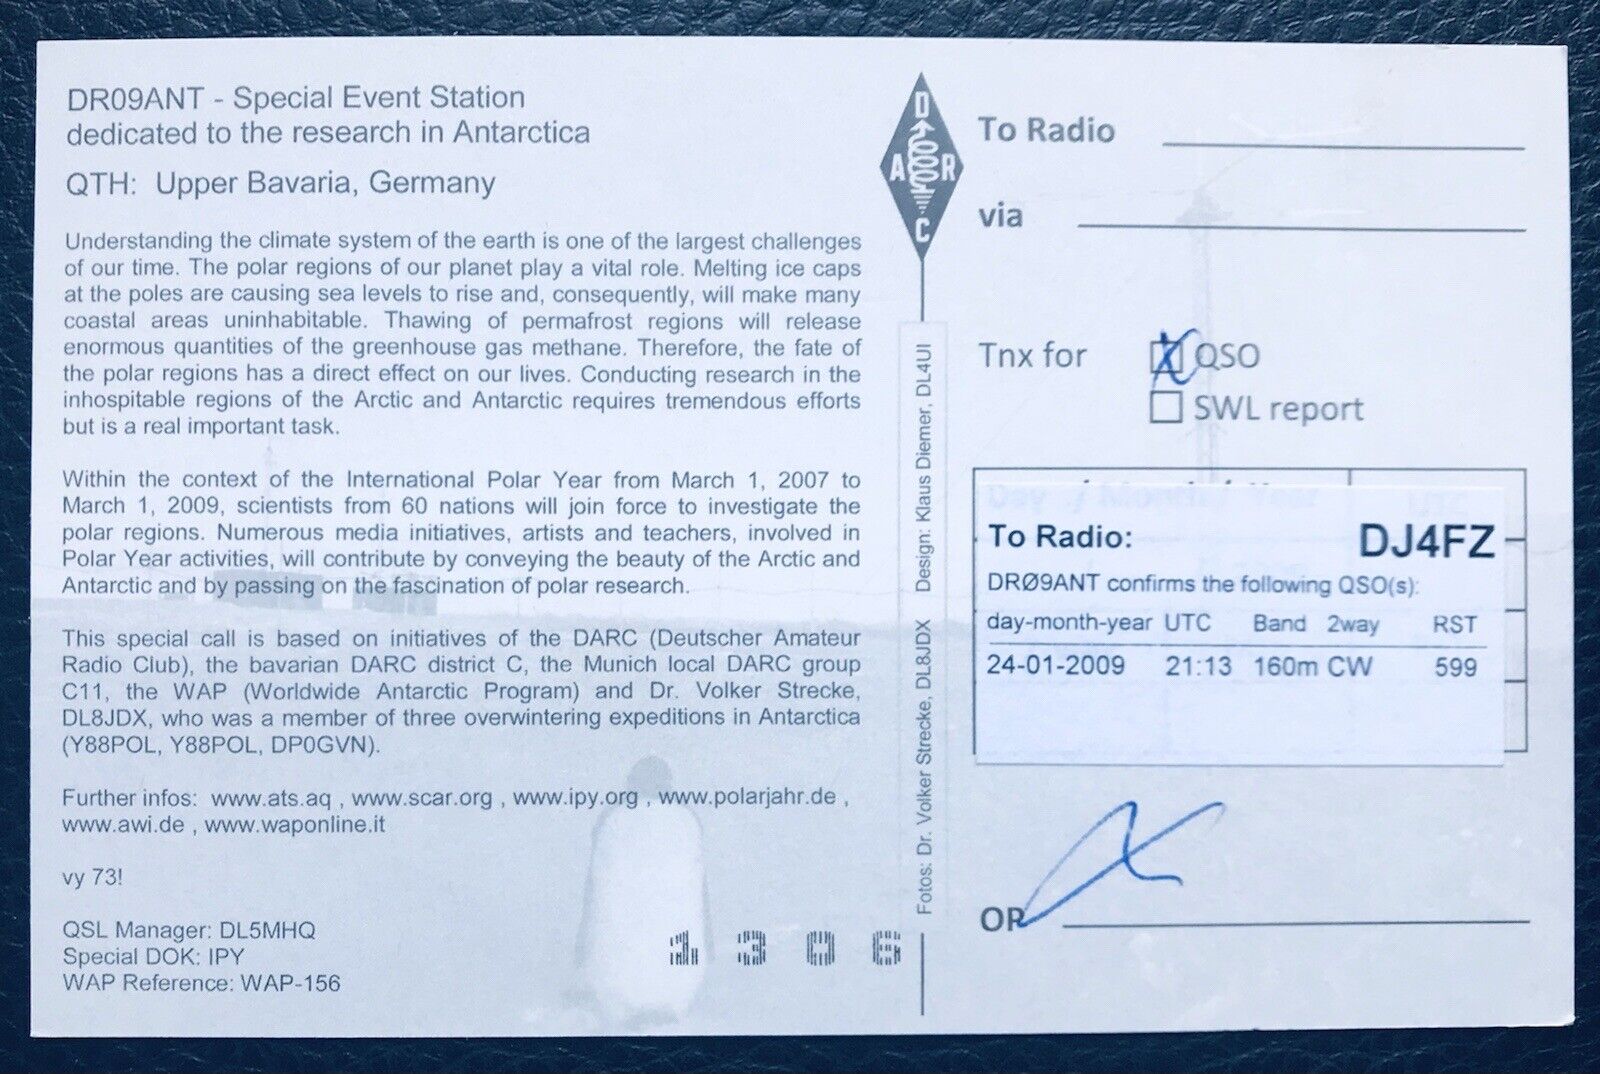 DR09ANT - Special Event Station
dedicated to the research in Antarctica
QTH: Upper Bavaria, Germany
Understanding the climate system of the earth is one of the largest challenges
of our time. The polar regions of our planet play a vital role. Melting ice caps
at the poles are causing sea levels to rise and, consequently, will make many
coastal areas uninhabitable. Thawing of permafrost regions will release
enormous quantities of the greenhouse gas methane. Therefore, the fate of
the polar regions has a direct effect on our lives. Conducting research in the
inhospitable regions of the Arctic and Antarctic requires tremendous efforts
but is a real important task.
Within the context of the International Polar Year from March 1, 2007 to
March 1, 2009, scientists from 60 nations will join force to investigate the
polar regions. Numerous media initiatives, artists and teachers, involved in
Polar Year activities, will contribute by conveying the beauty of the Arctic and
Antarctic and by passing on the fascination of polar research.
This special call is based on initiatives of the DARC (Deutscher Amateur
Radio Club), the bavarian DARC district C, the Munich local DARC group
C11, the WAP (Worldwide Antarctic Program) and Dr. Volker Strecke,
DL8JDX, who was a member of three overwintering expeditions in Antarctica
(Y88POL, Y88POL, DP0GVN).
Further infos: www.ats.aq , www.scar.org , www.ipy.org , www.polarjahr.de ,
www.awi.de , www.waponline.it
vy 73!
QSL Manager: DL5MHQ
Special DOK: IPY
WAP Reference: WAP-156
1306
D
A R
C
Fotos: Dr. Volker Strecke, DL8JDX Design: Klaus Diemer, DL4UI
To Radio
via
Tnx for QSO
SWL report
Day / Month / Year UTC
To Radio: DJ4FZ
DRØ9ANT confirms the following QSO(s):
day-month-year UTC Band 2way RST
24-01-2009 21:13 160m CW 599
OP